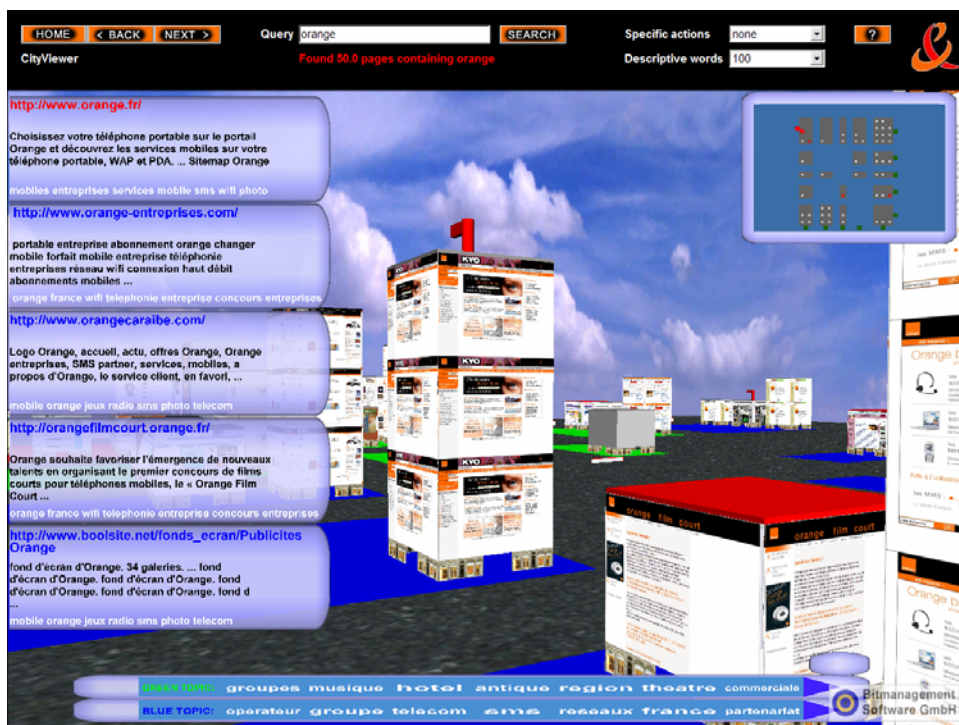 HOME < BACK NEXT > Query orange SEARCH Specific actions none ?
CityViewer Found 50.0 pages containing orange Descriptive words 100
http://www.orange.fr/
Choisissez votre téléphone portable sur le portail
Orange et découvrez les services mobiles sur votre
téléphone portable, WAP et PDA. ... Sitemap Orange
mobiles entreprises services mobile sms wifi photo
http://www.orange-entreprises.com/
portable entreprise abonnement orange changer
mobile forfait mobile entreprise téléphonie
entreprises réseau wifi connexion haut débit
abonnements mobiles ...
orange france wifi telephonie entreprise concours entreprises
http://www.orangecaraibe.com/
Logo Orange, accueil, actu, offres Orange, Orange
entreprises, SMS partner, services, mobiles, a
propos d'Orange, le service client, en favori, ...
mobile orange jeux radio sms photo telecom
http://orangefilmcourt.orange.fr/
Orange souhaite favoriser l'émergence de nouveaux
talents en organisant le premier concours de films
courts pour téléphones mobiles, le « Orange Film
Court ...
orange france wifi telephonie entreprise concours entreprises
http://www.boolsite.net/fonds_ecran/Publicites
Orange
fond d'écran d'Orange. 34 galeries. ... fond
d'écran d'Orange. fond d'écran d'Orange. fond
d'écran d'Orange. fond d'écran d'Orange. fond d
...
mobile orange jeux radio sms photo telecom
KYO
KYO
KYO
orange film court
orange film court
Orange b
Orange b
GREEN TOPIC: groupes musique hotel antique region theatre commerciale
BLUE TOPIC: operateur groupe telecom sms reseaux france partenariat
Bitmanagement
Software GmbH